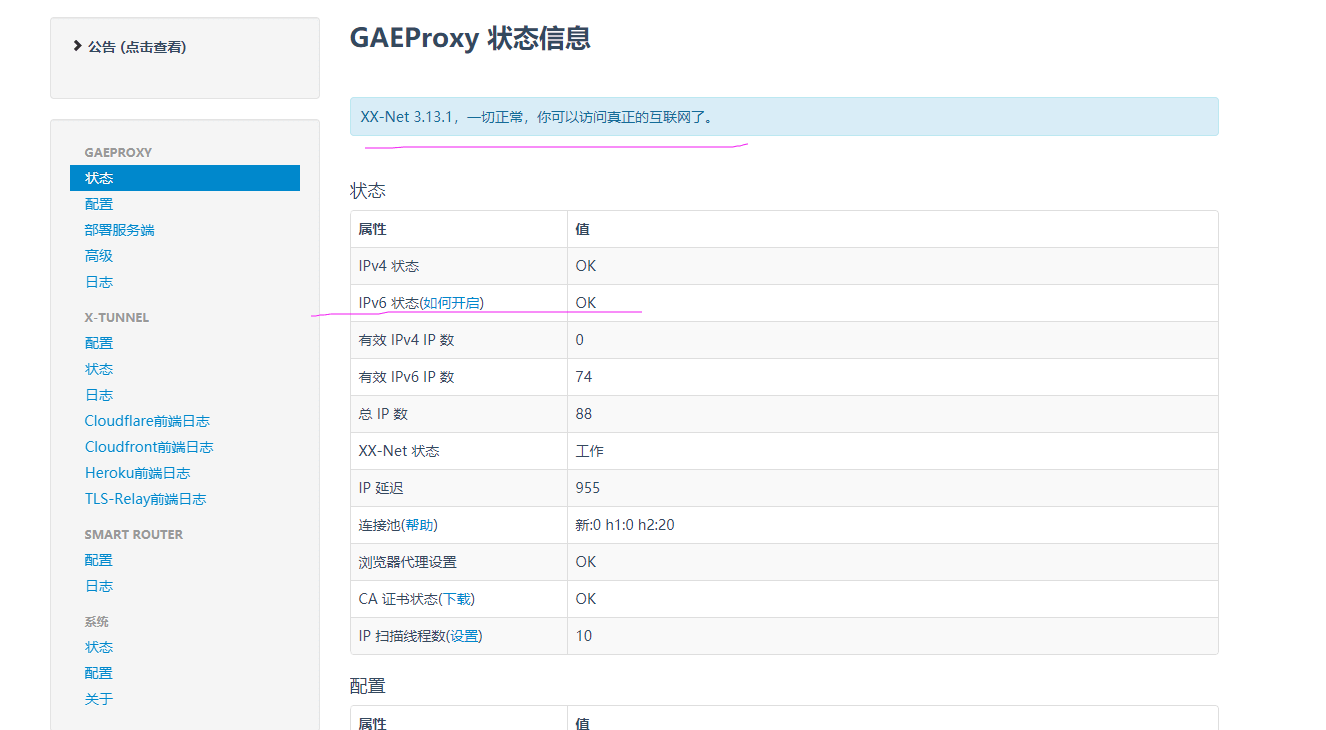 公告 (点击查看)
GAEPROXY
状态
配置
部署服务端
高级
日志
X-TUNNEL
配置
状态
日志
Cloudflare前端日志
Cloudfront前端日志
Heroku前端日志
TLS-Relay前端日志
SMART ROUTER
配置
日志
系统
状态
配置
关于
GAEProxy 状态信息
XX-Net 3.13.1，一切正常，你可以访问真正的互联网了。
状态
属性 值
IPv4 状态 OK
IPv6 状态(如何开启) OK
有效 IPv4 IP 数 0
有效 IPv6 IP 数 74
总 IP 数 88
XX-Net 状态 工作
IP 延迟 955
连接池(帮助) 新:0 h1:0 h2:20
浏览器代理设置 OK
CA 证书状态(下载) OK
IP 扫描线程数(设置) 10
配置
属性 值